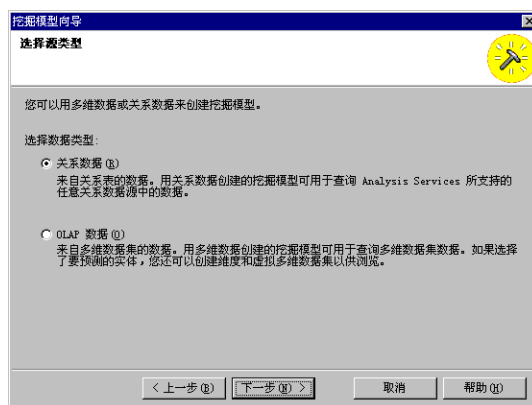 挖掘模型向导
选择源类型
您可以用多维数据或关系数据来创建挖掘模型。
选择数据类型:
关系数据(R)
来自关系表的数据。用关系数据创建的挖掘模型可用于查询 Analysis Services 所支持的
任意关系数据源中的数据。
OLAP 数据(O)
来自多维数据集的数据。用多维数据创建的挖掘模型可用于查询多维数据集数据。如果选择
了要预测的实体，您还可以创建维度和虚拟多维数据集以供浏览。
< 上一步(B) 下一步(N) > 取消 帮助(H)